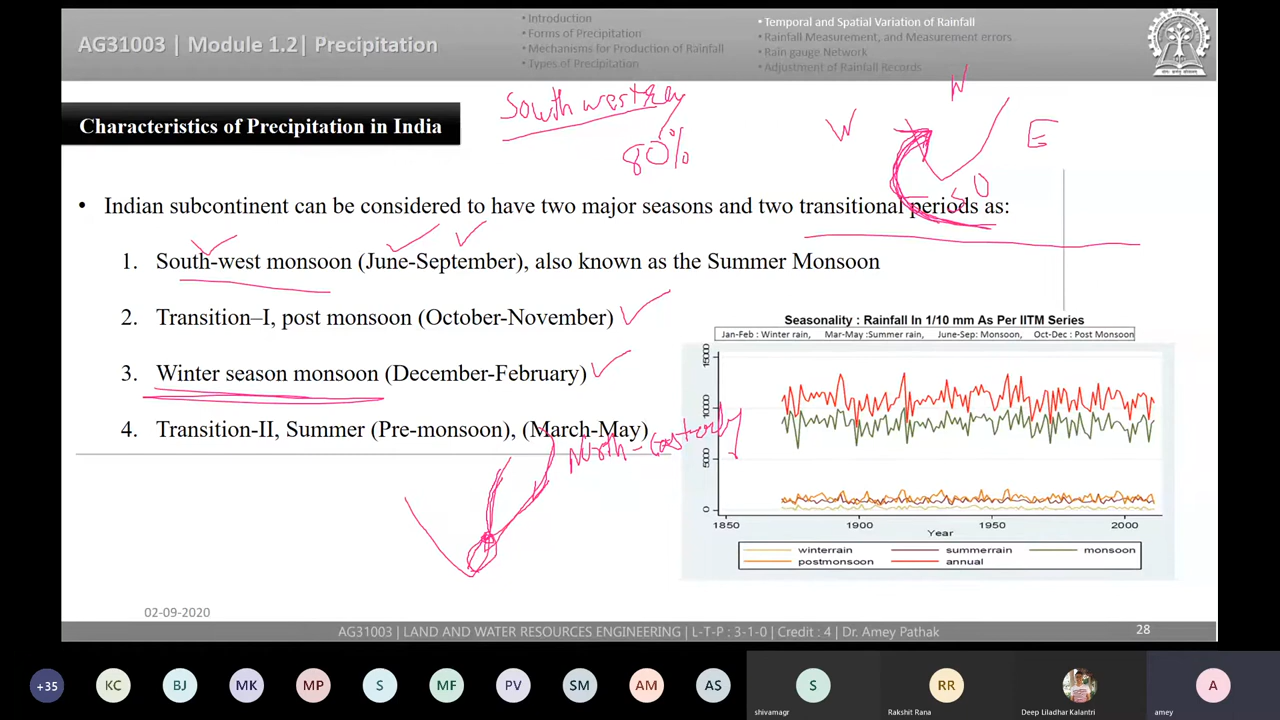 AG31003 | Module 1.2| Precipitation
• Introduction
• Forms of Precipitation
• Mechanisms for Production of Rainfall
• Types of Precipitation
• Temporal and Spatial Variation of Rainfall
• Rainfall Measurement, and Measurement errors
• Rain gauge Network
• Adjustment of Rainfall Records
Characteristics of Precipitation in India
80%
N
W
E
• Indian subcontinent can be considered to have two major seasons and two transitional periods as:
1. South-west monsoon (June-September), also known as the Summer Monsoon
2. Transition–I, post monsoon (October-November)
3. Winter season monsoon (December-February)
4. Transition-II, Summer (Pre-monsoon), (March-May)
North-easterly
Seasonality : Rainfall In 1/10 mm As Per IITM Series
Jan-Feb : Winter rain, Mar-May :Summer rain, June-Sep: Monsoon, Oct-Dec : Post Monsoon
15000
10000
5000
0
1850 1900 1950 2000
Year
winterrain summerrain monsoon
postmonsoon annual
02-09-2020
AG31003 | LAND AND WATER RESOURCES ENGINEERING | L-T-P : 3-1-0 | Credit : 4 | Dr. Amey Pathak
28
+35 KC BJ MK MP S MF PV SM AM AS S RR A
shivamagr Rakshit Rana Deep Liladhar Kalantri amey